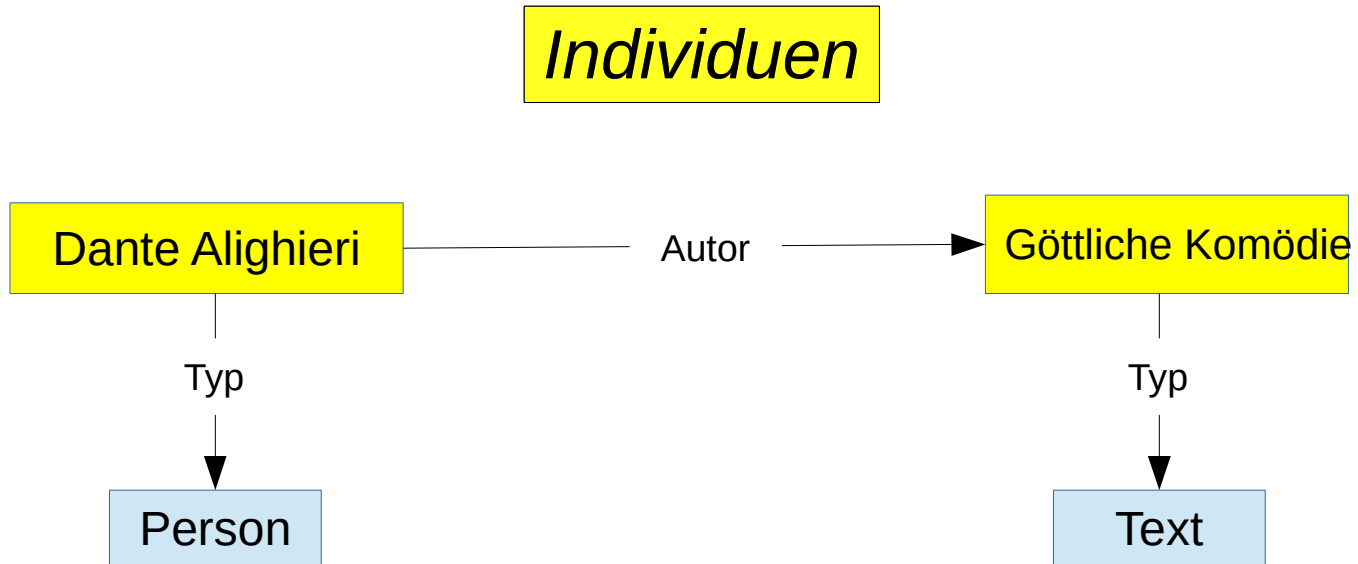 Individuen
Dante Alighieri
Autor
Göttliche Komödie
Typ
Typ
Person
Text